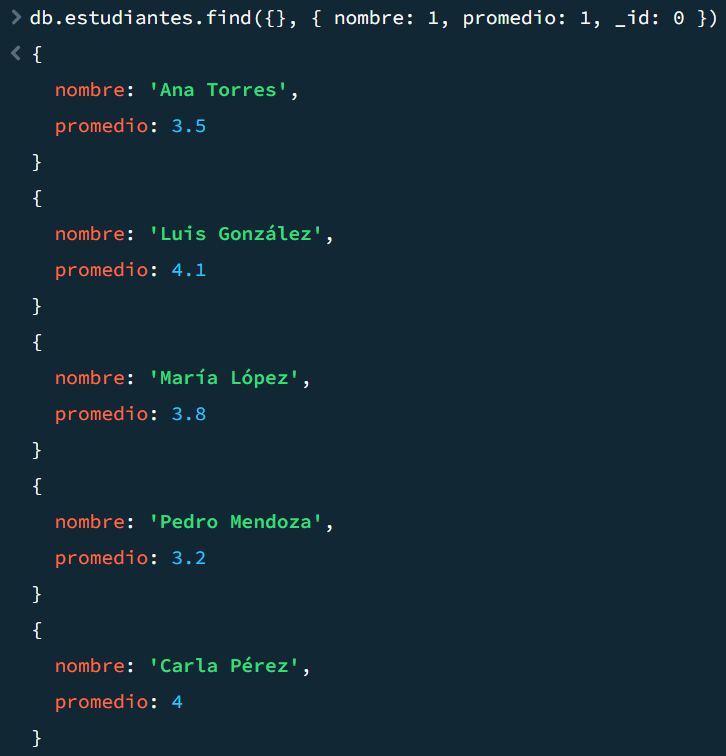 > db.estudiantes.find({}, { nombre: 1, promedio: 1, _id: 0 })
< {
nombre: 'Ana Torres',
promedio: 3.5
}
{
nombre: 'Luis González',
promedio: 4.1
}
{
nombre: 'María López',
promedio: 3.8
}
{
nombre: 'Pedro Mendoza',
promedio: 3.2
}
{
nombre: 'Carla Pérez',
promedio: 4
}